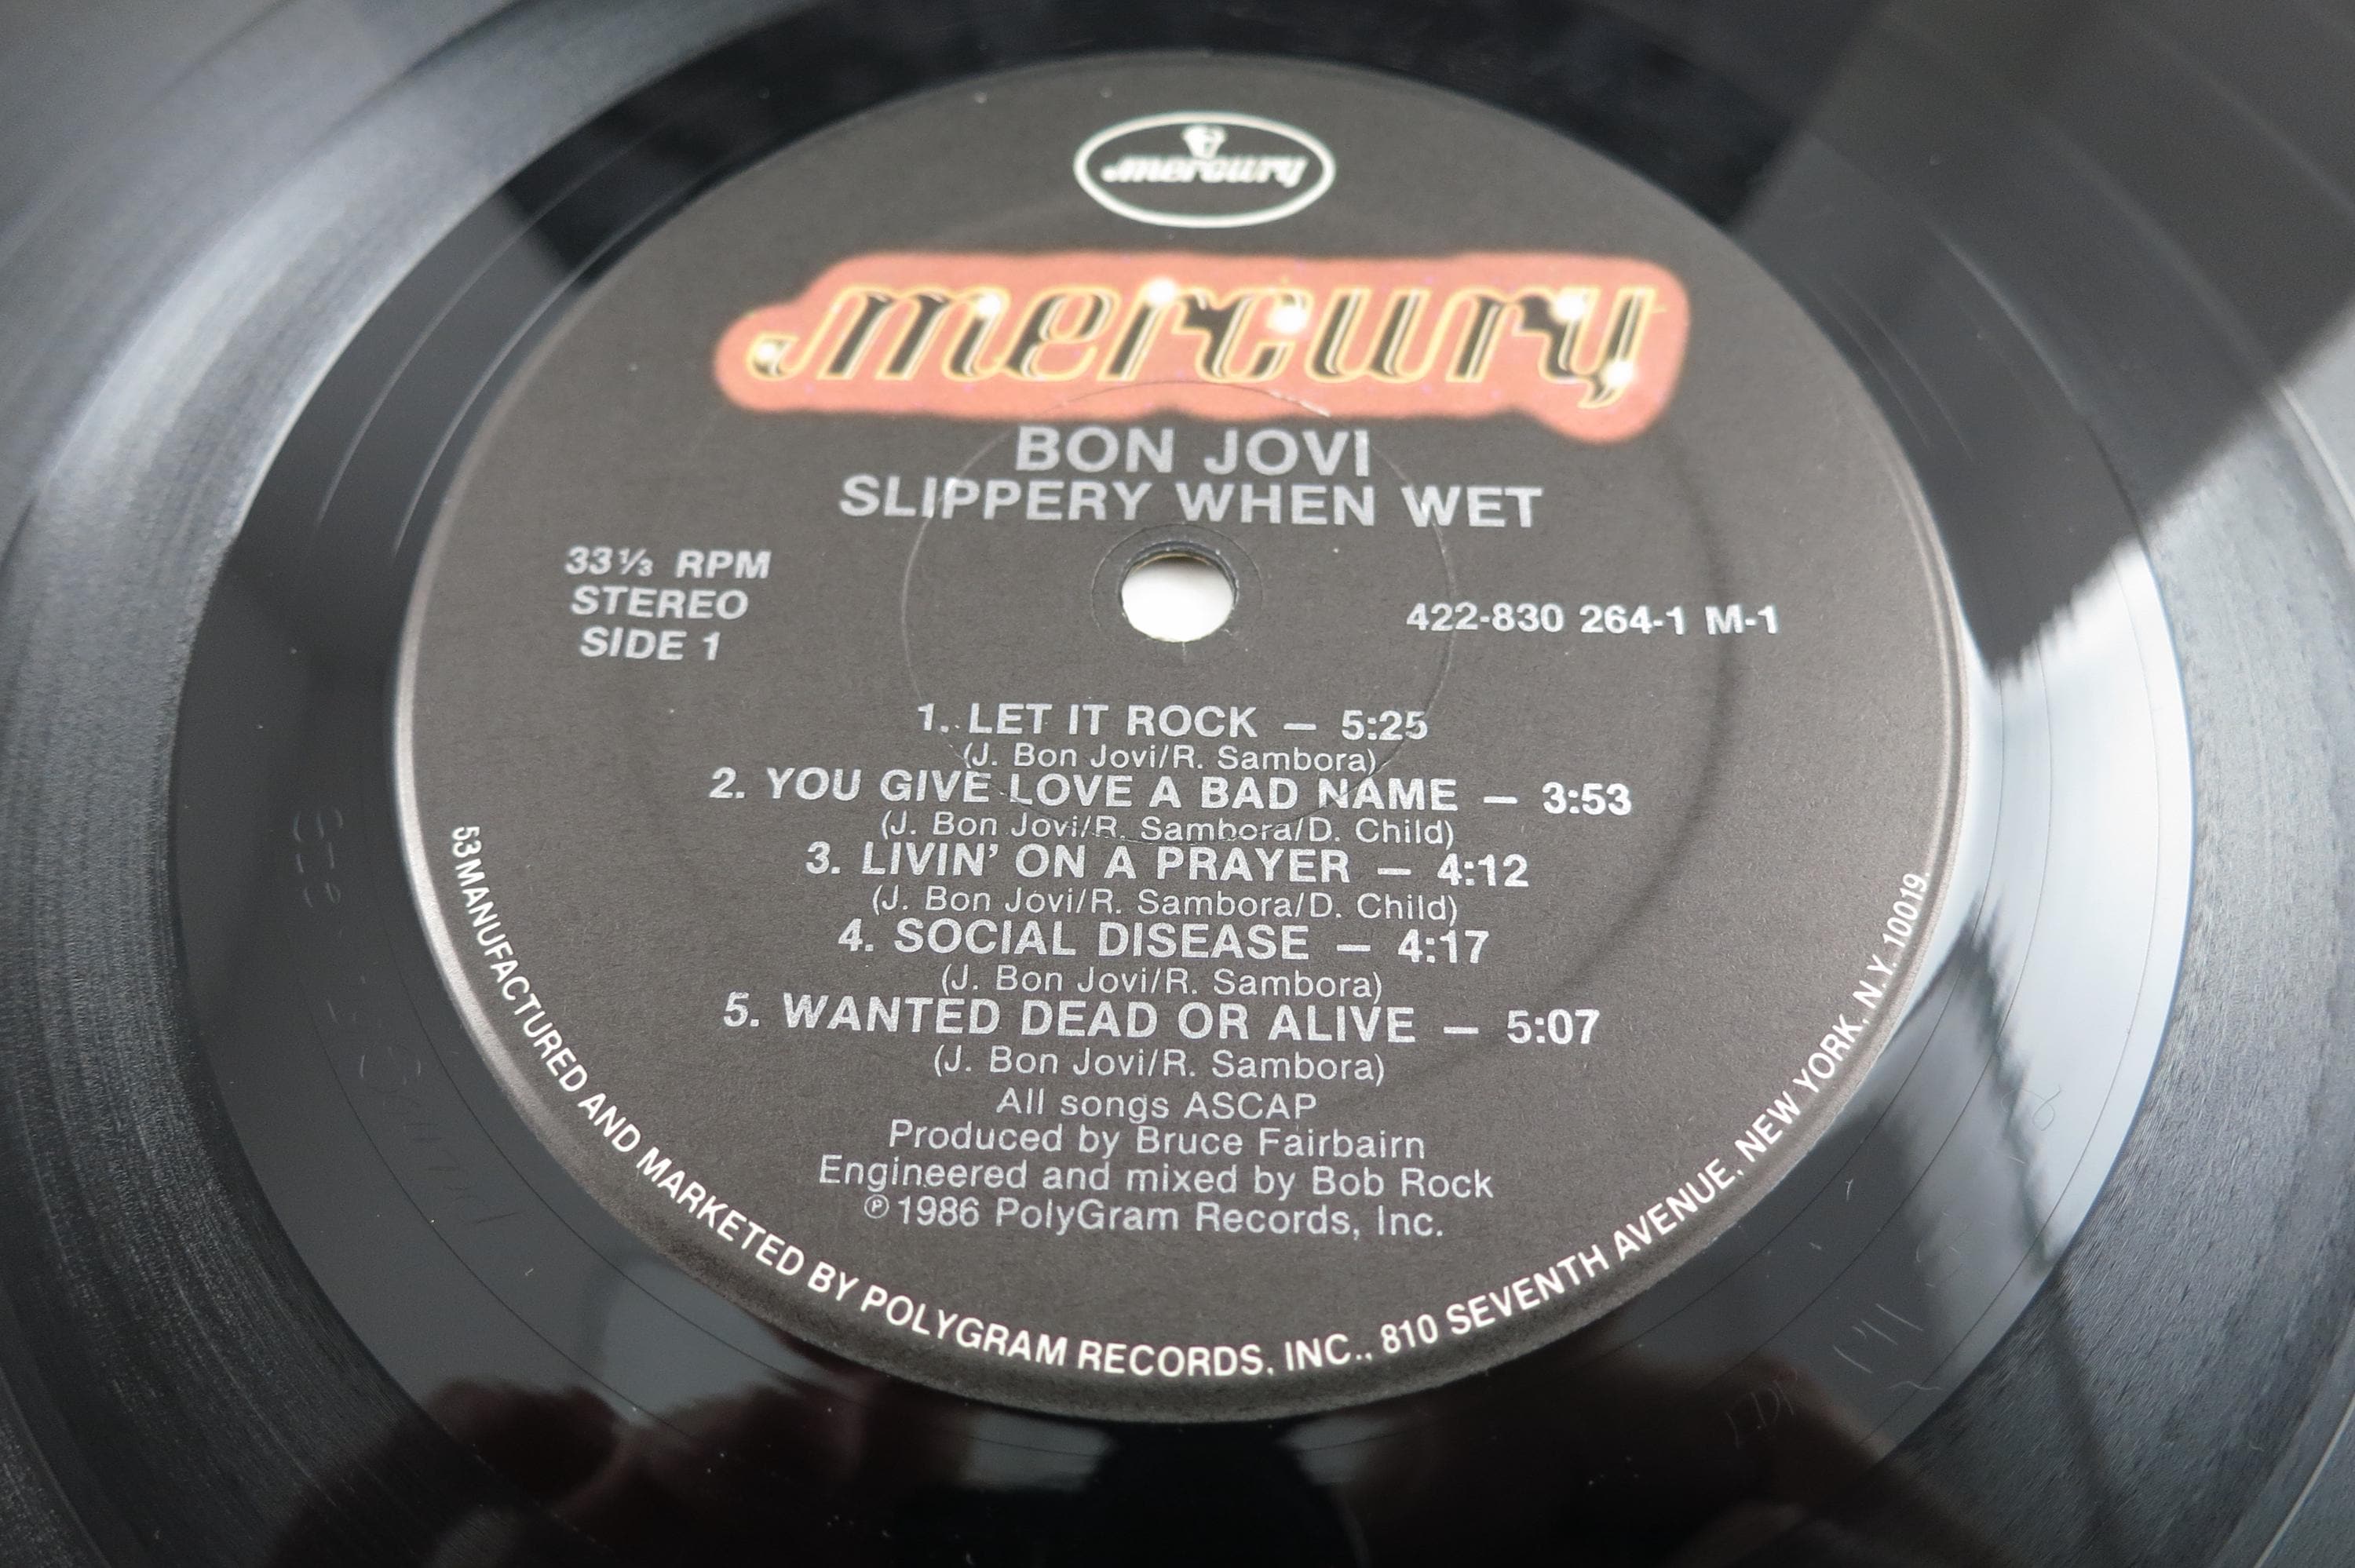 mercury
mercury
BON JOVI
SLIPPERY WHEN WET
33⅓ RPM
STEREO
SIDE 1
422-830 264-1 M-1
1. LET IT ROCK — 5:25
(J. Bon Jovi/R. Sambora)
2. YOU GIVE LOVE A BAD NAME — 3:53
(J. Bon Jovi/R. Sambora/D. Child)
3. LIVIN' ON A PRAYER — 4:12
(J. Bon Jovi/R. Sambora/D. Child)
4. SOCIAL DISEASE — 4:17
(J. Bon Jovi/R. Sambora)
5. WANTED DEAD OR ALIVE — 5:07
(J. Bon Jovi/R. Sambora)
All songs ASCAP
Produced by Bruce Fairbairn
Engineered and mixed by Bob Rock
℗ 1986 PolyGram Records, Inc.
53 MANUFACTURED AND MARKETED BY POLYGRAM RECORDS, INC., 810 SEVENTH AVENUE, NEW YORK, N.Y. 10019.